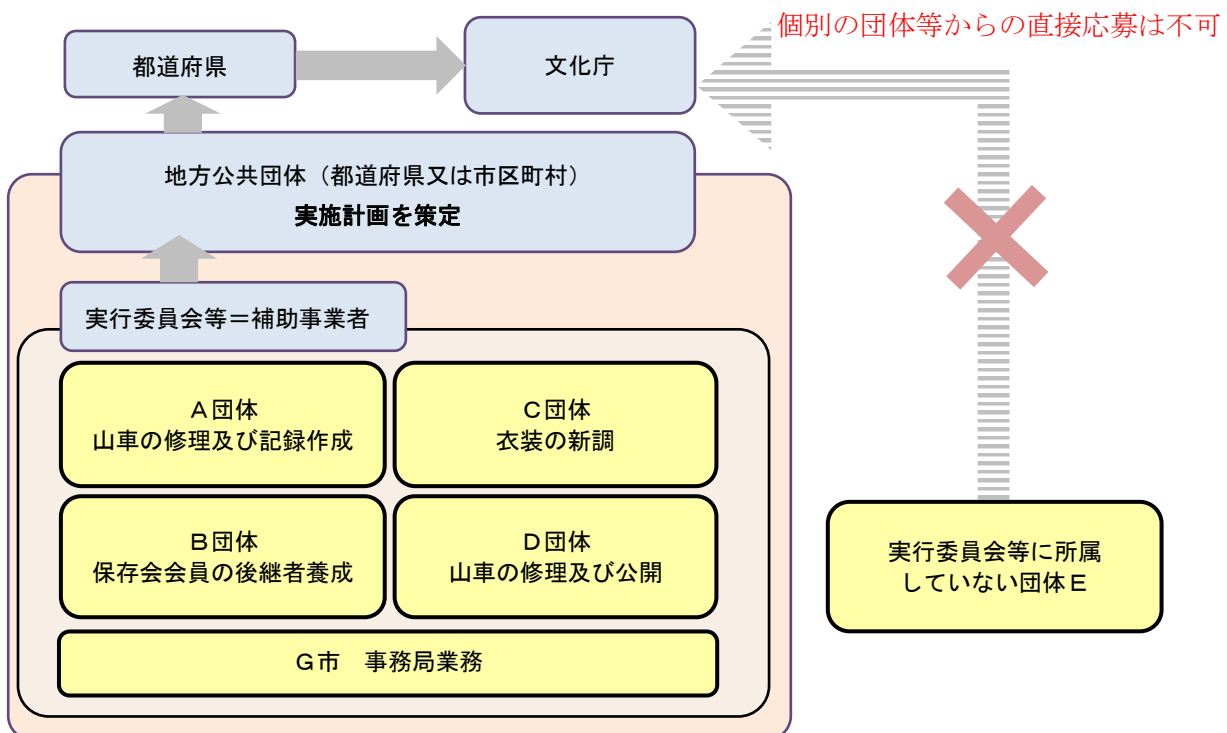 個別の団体等からの直接応募は不可
都道府県
文化庁
地方公共団体（都道府県又は市区町村）
実施計画を策定
実行委員会等＝補助事業者
Ａ団体
山車の修理及び記録作成
Ｃ団体
衣装の新調
Ｂ団体
保存会会員の後継者養成
Ｄ団体
山車の修理及び公開
Ｇ市　事務局業務
実行委員会等に所属
していない団体Ｅ